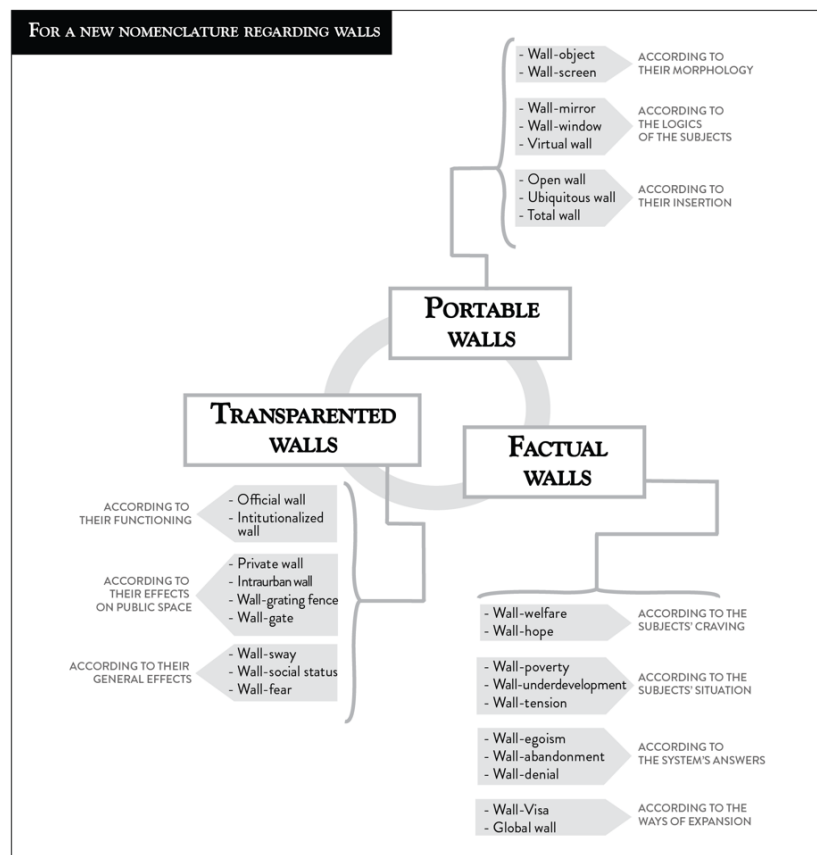 FOR A NEW NOMENCLATURE REGARDING WALLS
- Wall-object
- Wall-screen
ACCORDING TO
THEIR MORPHOLOGY
- Wall-mirror
- Wall-window
- Virtual wall
ACCORDING TO
THE LOGICS
OF THE SUBJECTS
- Open wall
- Ubiquitous wall
- Total wall
ACCORDING TO
THEIR INSERTION
PORTABLE
WALLS
TRANSPARENTED
WALLS
FACTUAL
WALLS
ACCORDING TO
THEIR FUNCTIONING
- Official wall
- Intitutionalized
wall
ACCORDING TO
THEIR EFFECTS
ON PUBLIC SPACE
- Private wall
- Intraurban wall
- Wall-grating fence
- Wall-gate
ACCORDING TO THEIR
GENERAL EFFECTS
- Wall-sway
- Wall-social status
- Wall-fear
- Wall-welfare
- Wall-hope
ACCORDING TO THE
SUBJECTS' CRAVING
- Wall-poverty
- Wall-underdevelopment
- Wall-tension
ACCORDING TO THE
SUBJECTS' SITUATION
- Wall-egoism
- Wall-abandonment
- Wall-denial
ACCORDING TO
THE SYSTEM'S ANSWERS
- Wall-Visa
- Global wall
ACCORDING TO THE
WAYS OF EXPANSION